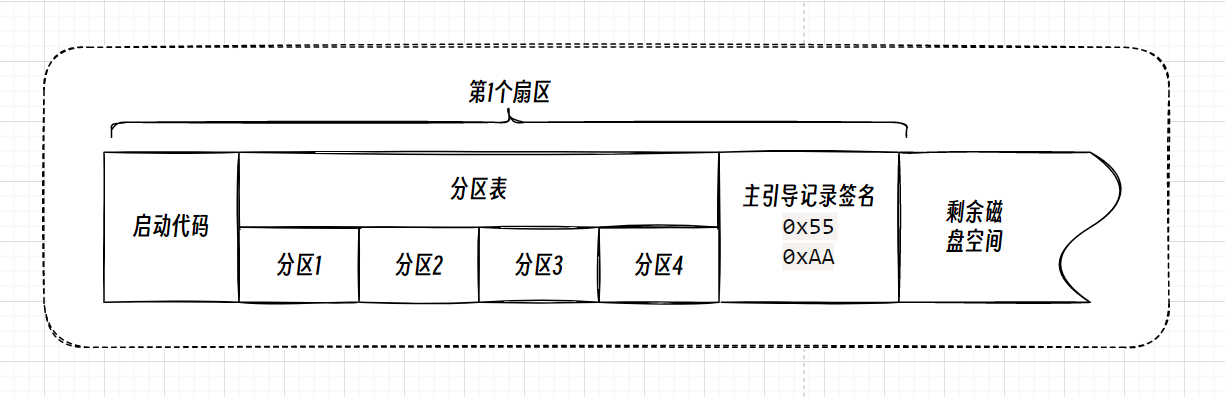 第1个扇区
启动代码
分区表
分区1
分区2
分区3
分区4
主引导记录签名
0x55
0xAA
剩余磁
盘空间